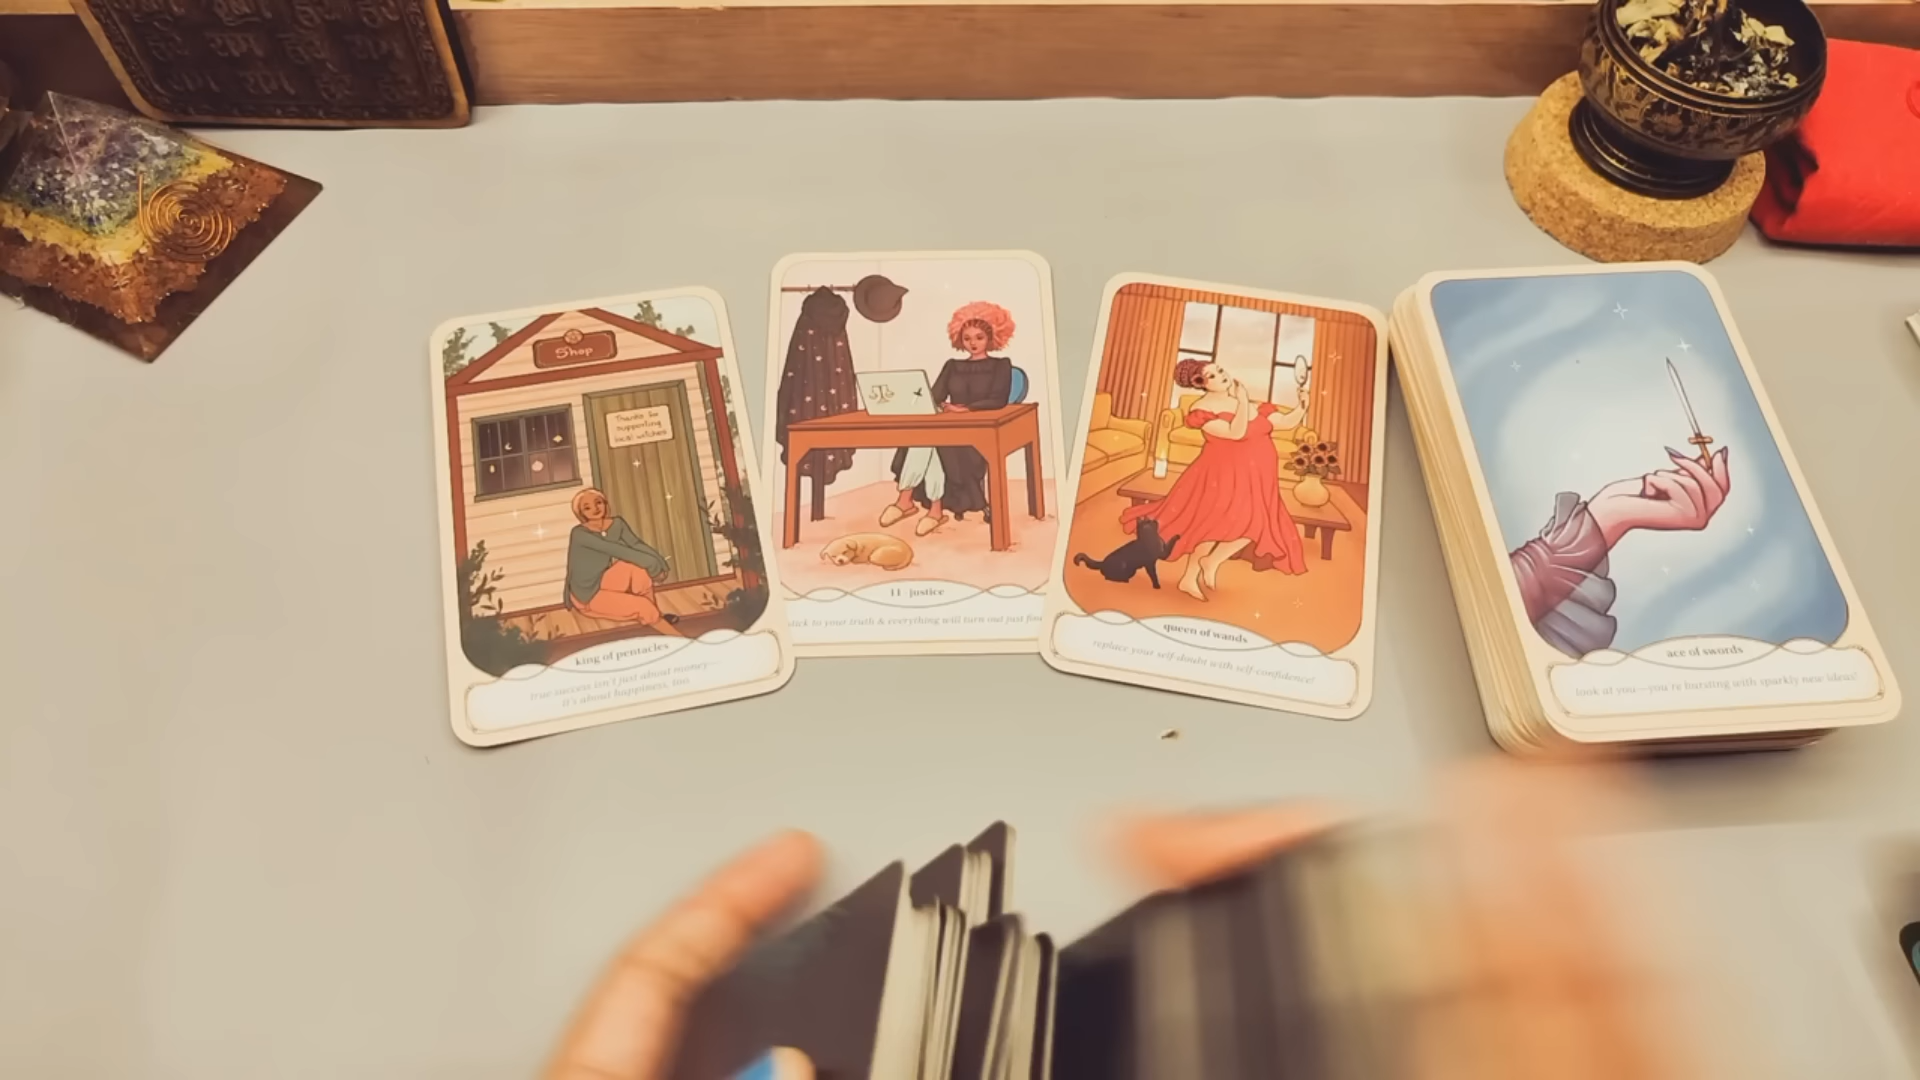 Shop
Thanks for
supporting
local witches
king of pentacles
true success isn't just about money—
it's about happiness, too
11 justice
stick to your truth & everything will turn out just fine
queen of wands
replace your self-doubt with self-confidence!
ace of swords
look at you—you're bursting with sparkly new ideas!